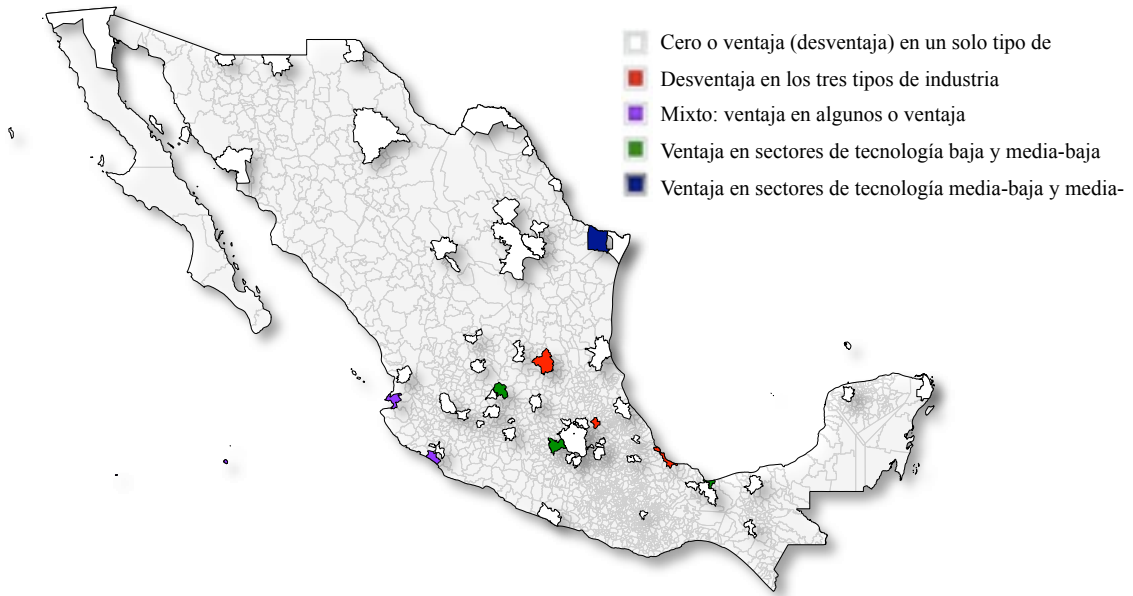 Cero o ventaja (desventaja) en un solo tipo de
Desventaja en los tres tipos de industria
Mixto: ventaja en algunos o ventaja
Ventaja en sectores de tecnología baja y media-baja
Ventaja en sectores de tecnología media-baja y media-